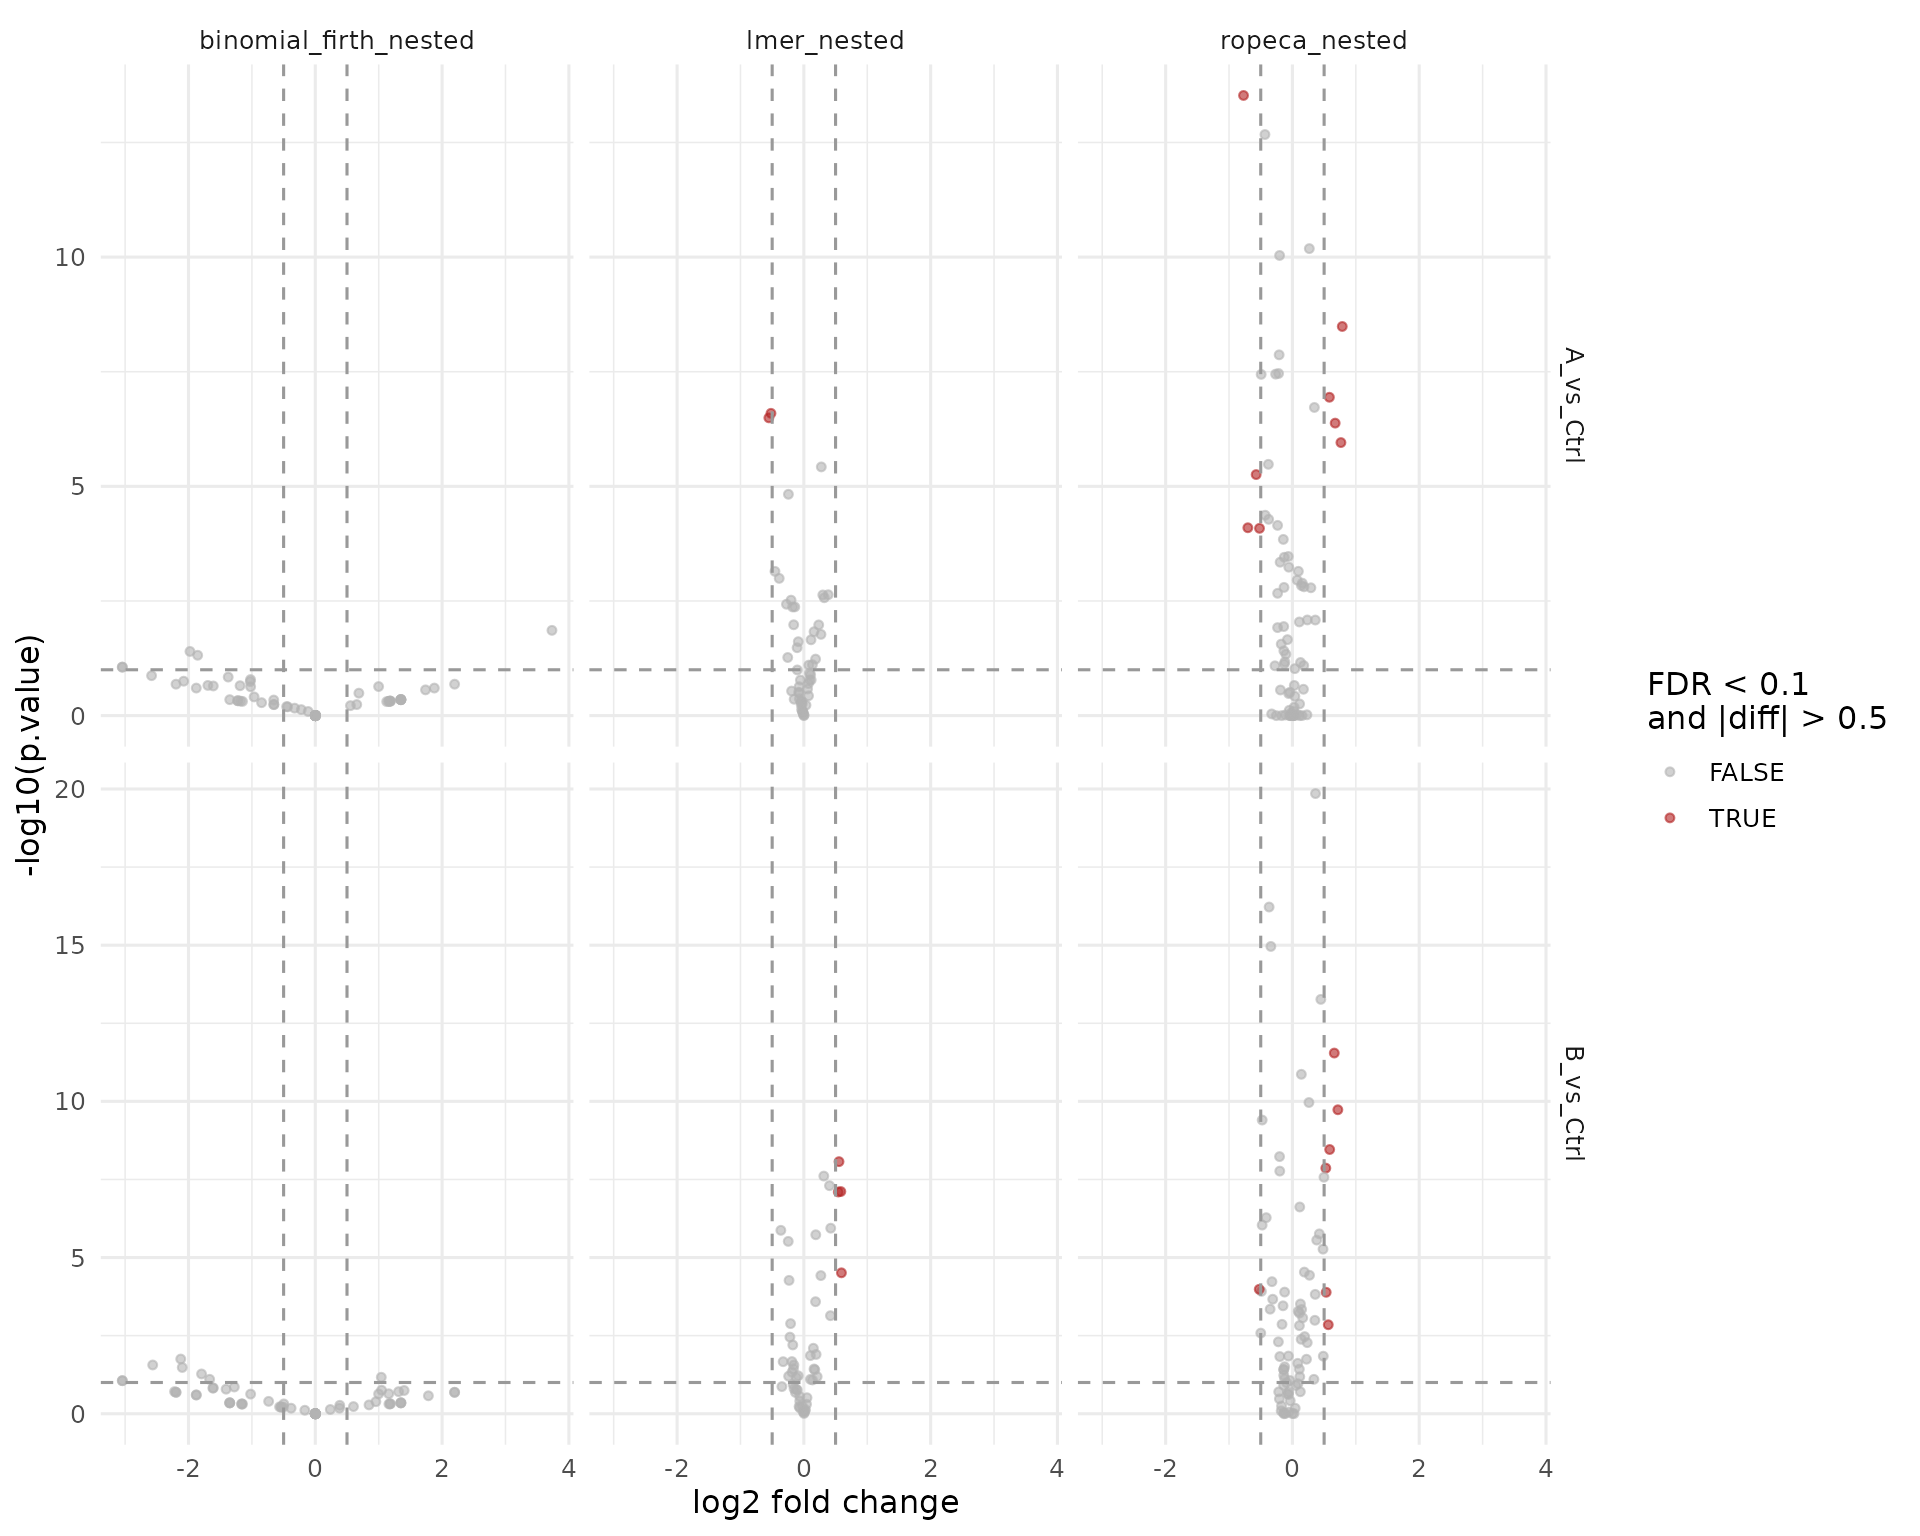 binomial_firth_nested
lmer_nested
ropeca_nested
-log10(p.value)
10
5
0
A_vs_Ctrl
20
15
10
5
0
B_vs_Ctrl
-2 0 2 4
-2 0 2 4
-2 0 2 4
log2 fold change
FDR < 0.1
and |diff| > 0.5
FALSE
TRUE